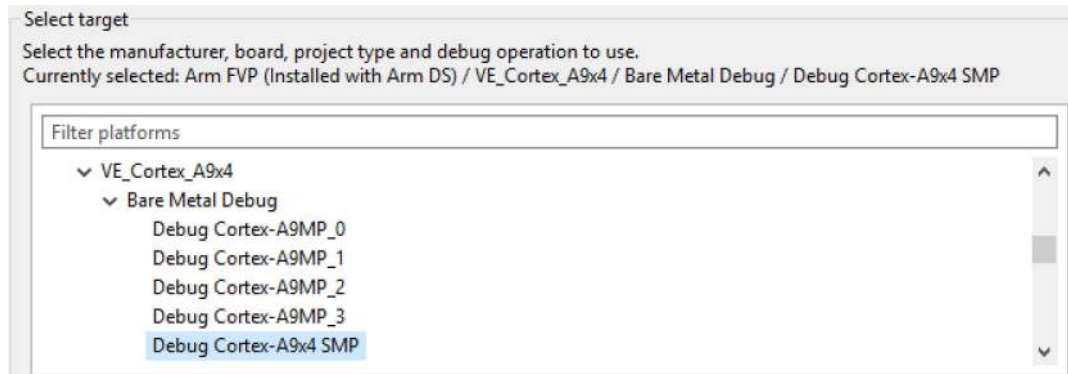 Select target
Select the manufacturer, board, project type and debug operation to use.
Currently selected: Arm FVP (Installed with Arm DS) / VE_Cortex_A9x4 / Bare Metal Debug / Debug Cortex-A9x4 SMP
Filter platforms
VE_Cortex_A9x4
Bare Metal Debug
Debug Cortex-A9MP_0
Debug Cortex-A9MP_1
Debug Cortex-A9MP_2
Debug Cortex-A9MP_3
Debug Cortex-A9x4 SMP